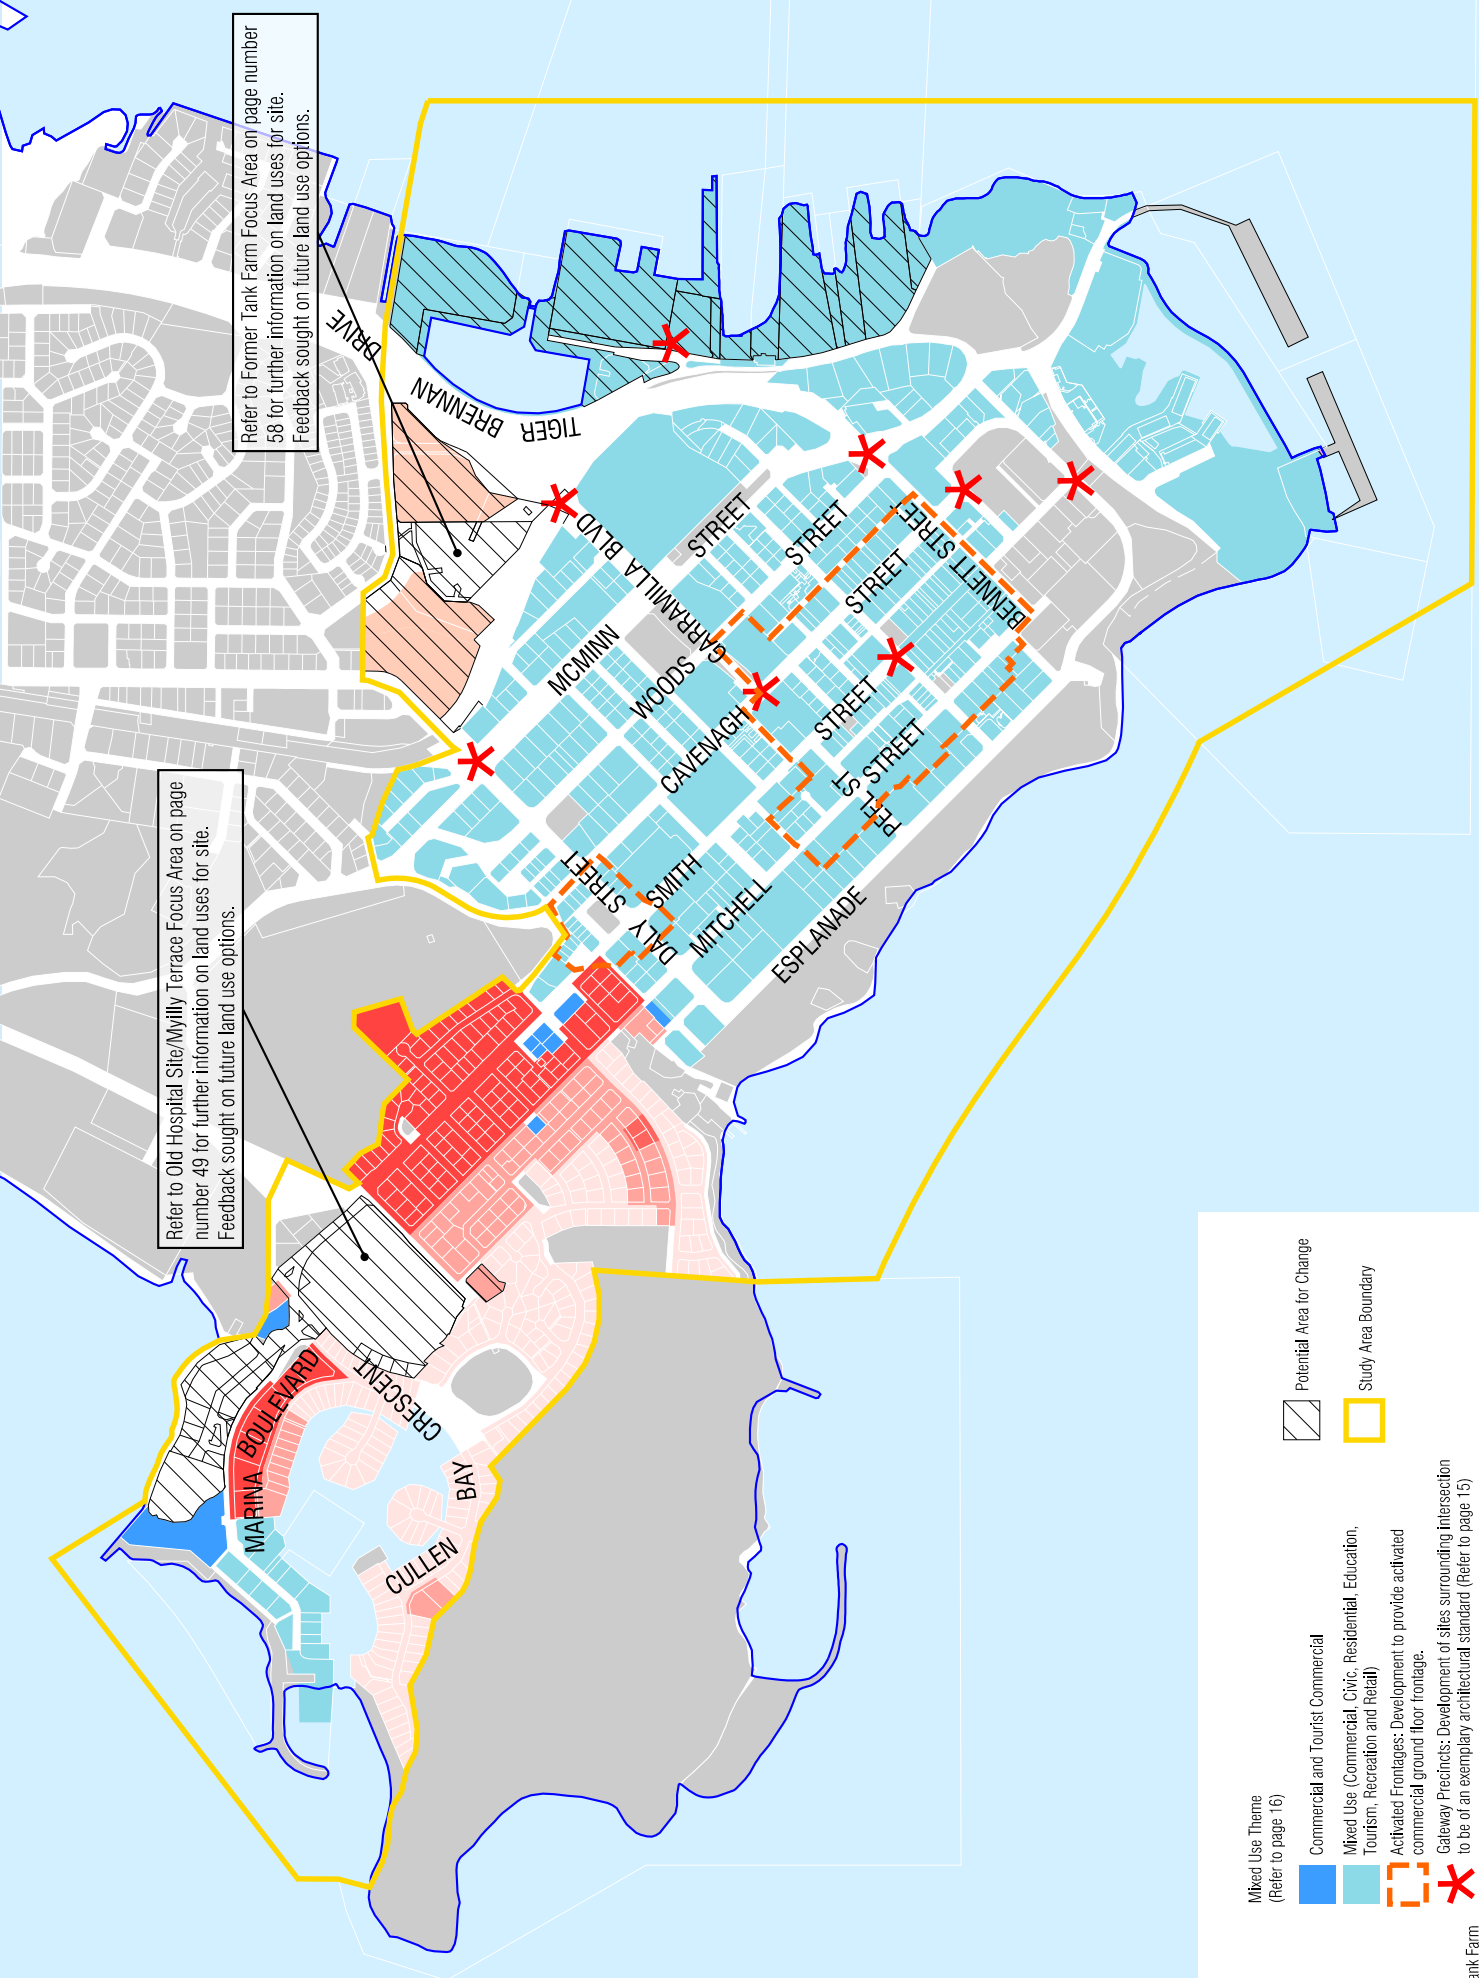 Refer to Former Tank Farm Focus Area on page number
58 for further information on land uses for site.
Feedback sought on future land use options.
Refer to Old Hospital Site/Myilly Terrace Focus Area on page
number 49 for further information on land uses for site.
Feedback sought on future land use options.
TIGER BRENNAN DRIVE
GARRAMILLA BLVD
MCMINN STREET
WOODS STREET
CAVENAGH STREET
SMITH STREET
MITCHELL STREET
ESPLANADE
BENNETT STREET
PEEL ST
DALY STREET
MARINA BOULEVARD
CULLEN BAY CRESCENT
Mixed Use Theme
(Refer to page 16)
Commercial and Tourist Commercial
Mixed Use (Commercial, Civic, Residential, Education,
Tourism, Recreation and Retail)
Activated Frontages: Development to provide activated
commercial ground floor frontage.
Gateway Precincts: Development of sites surrounding intersection
to be of an exemplary architectural standard (Refer to page 15)
Potential Area for Change
Study Area Boundary
ank Farm